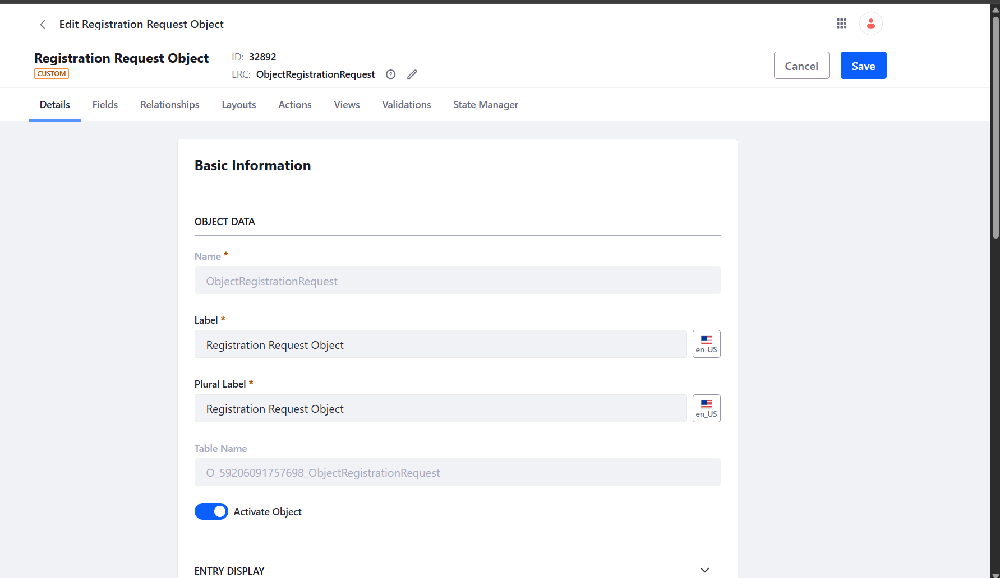 Edit Registration Request Object
Registration Request Object
CUSTOM
ID: 32892
ERC: ObjectRegistrationRequest
Cancel
Save
Details Fields Relationships Layouts Actions Views Validations State Manager
Basic Information
OBJECT DATA
Name *
ObjectRegistrationRequest
Label *
Registration Request Object
en_US
Plural Label *
Registration Request Object
en_US
Table Name
O_59206091757698_ObjectRegistrationRequest
Activate Object
ENTRY DISPLAY